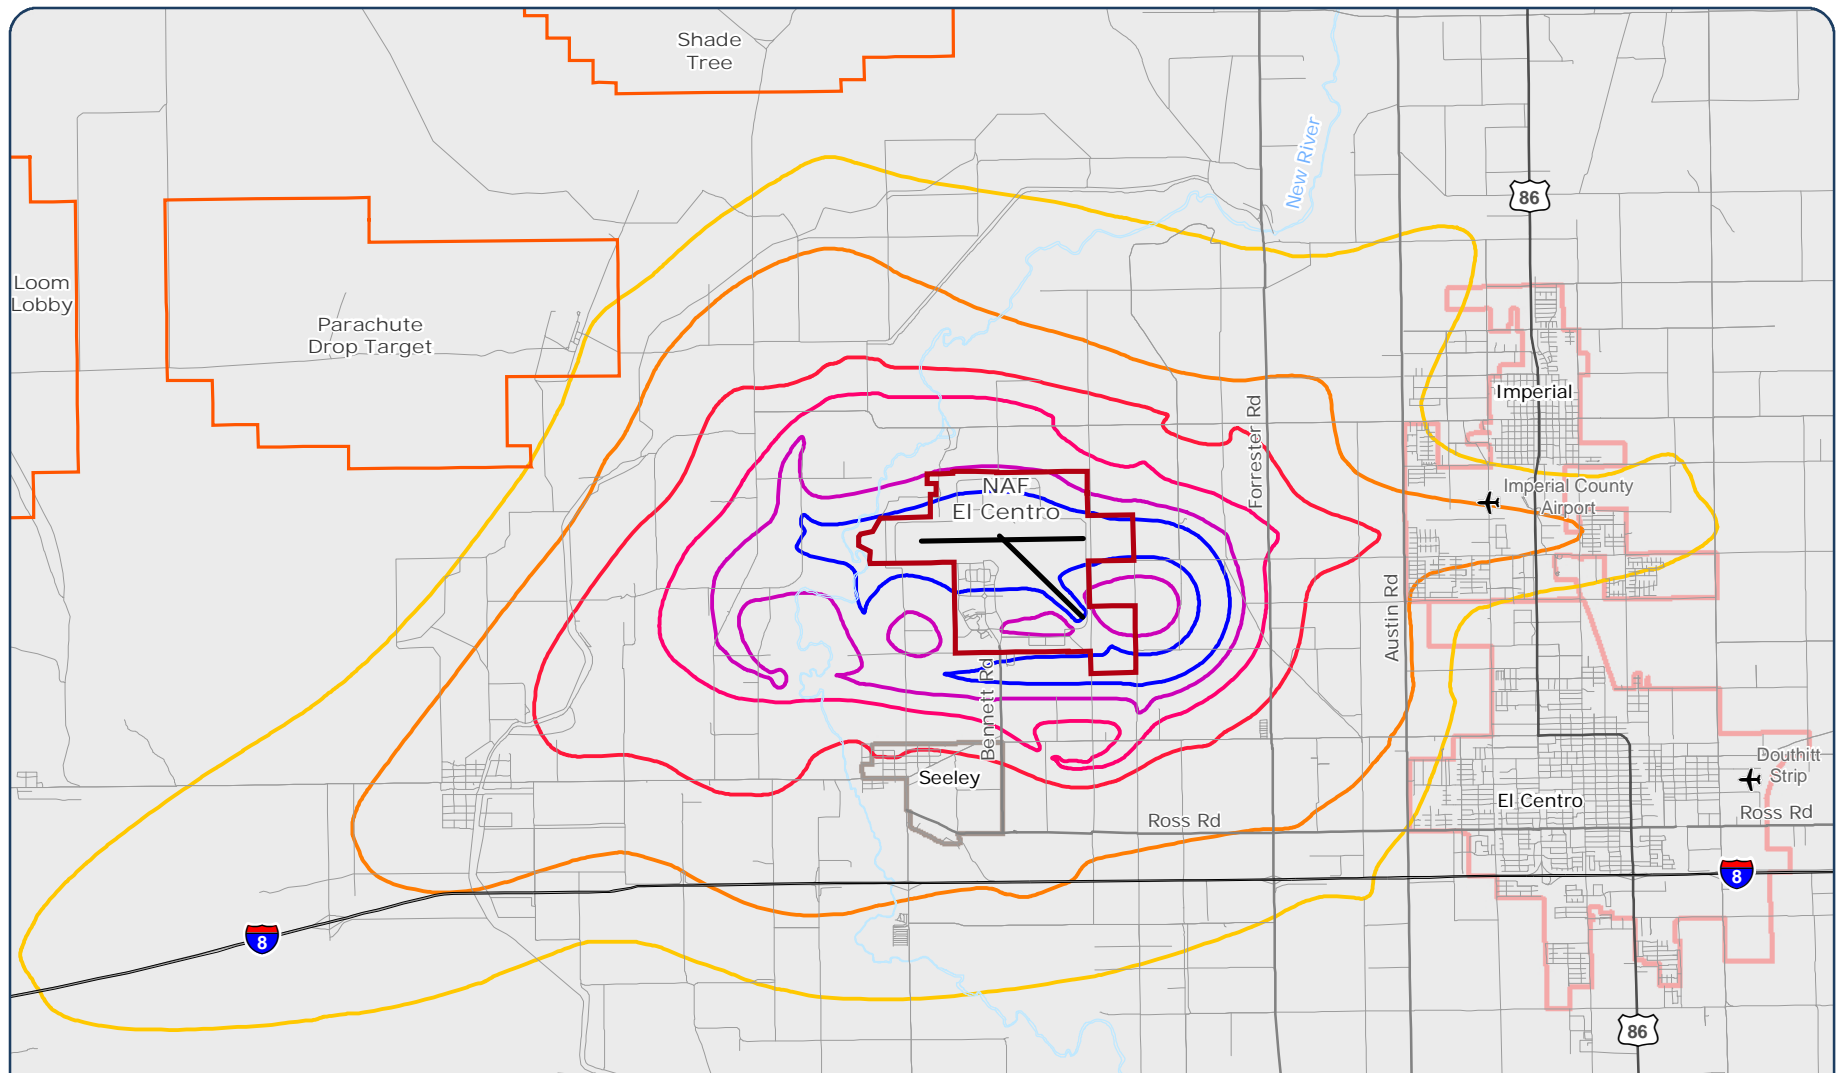 Shade
Tree
New River
86
Loom
Lobby
Parachute
Drop Target
Imperial
Forrester Rd
NAF
El Centro
Imperial County
Airport
Austin Rd
Bennett Rd
Seeley
Douthitt
Strip
El Centro
Ross Rd
Ross Rd
8
8
86